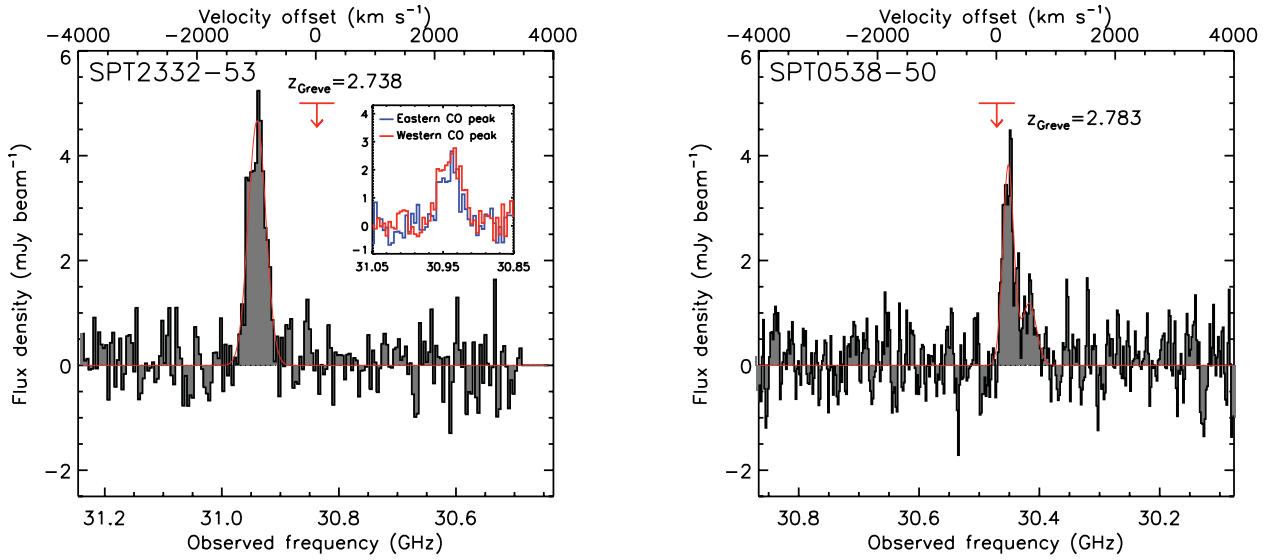 Velocity offset (km s−1)
−4000 −2000 0 2000 4000
SPT2332−53
zGreve=2.738
Eastern CO peak
Western CO peak
4
3
2
1
0
−1
31.05 30.95 30.85
6
4
2
0
−2
Flux density (mJy beam−1)
31.2 31.0 30.8 30.6
Observed frequency (GHz)
Velocity offset (km s−1)
−4000 −2000 0 2000 4000
SPT0538−50
zGreve=2.783
6
4
2
0
−2
Flux density (mJy beam−1)
30.8 30.6 30.4 30.2
Observed frequency (GHz)